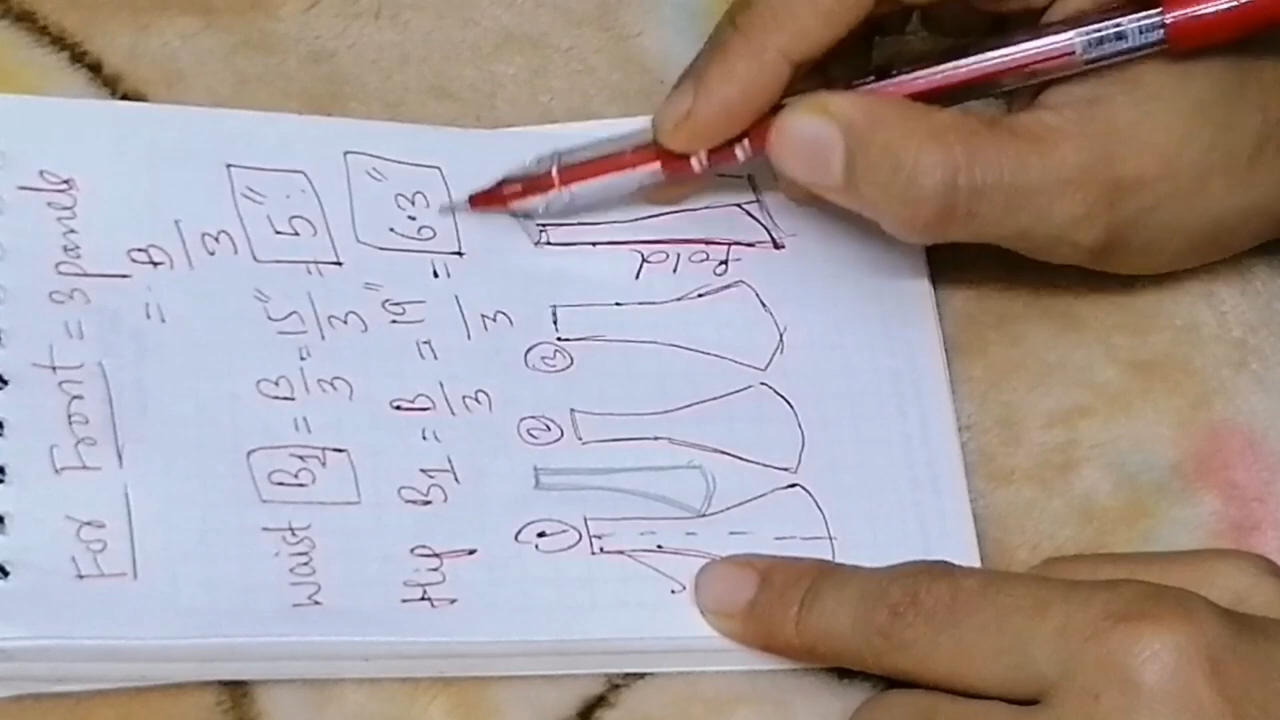 For Front = 3 panels
= B/3
Waist B1 = B/3 = 15"/3 = 5"
Hip B1 = B/3 = 19"/3 = 6.3"
① ② ③
Fold